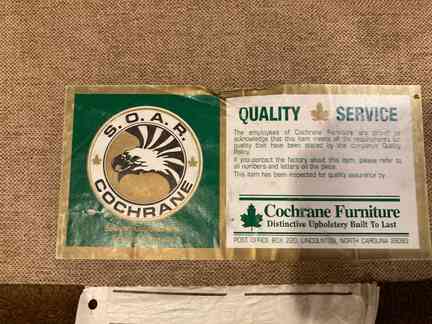 S.O.A.R.
COCHRANE
QUALITY SERVICE
The employees of Cochrane Furniture are proud to
acknowledge that this item meets all the requirements for
quality that have been stated by the company's Quality
Policy.
If you contact the factory about this item, please refer to
all numbers and letters on the piece.
This item has been inspected for quality assurance by
Cochrane Furniture
Distinctive Upholstery Built To Last
POST OFFICE BOX 220, LINCOLNTON, NORTH CAROLINA 28093